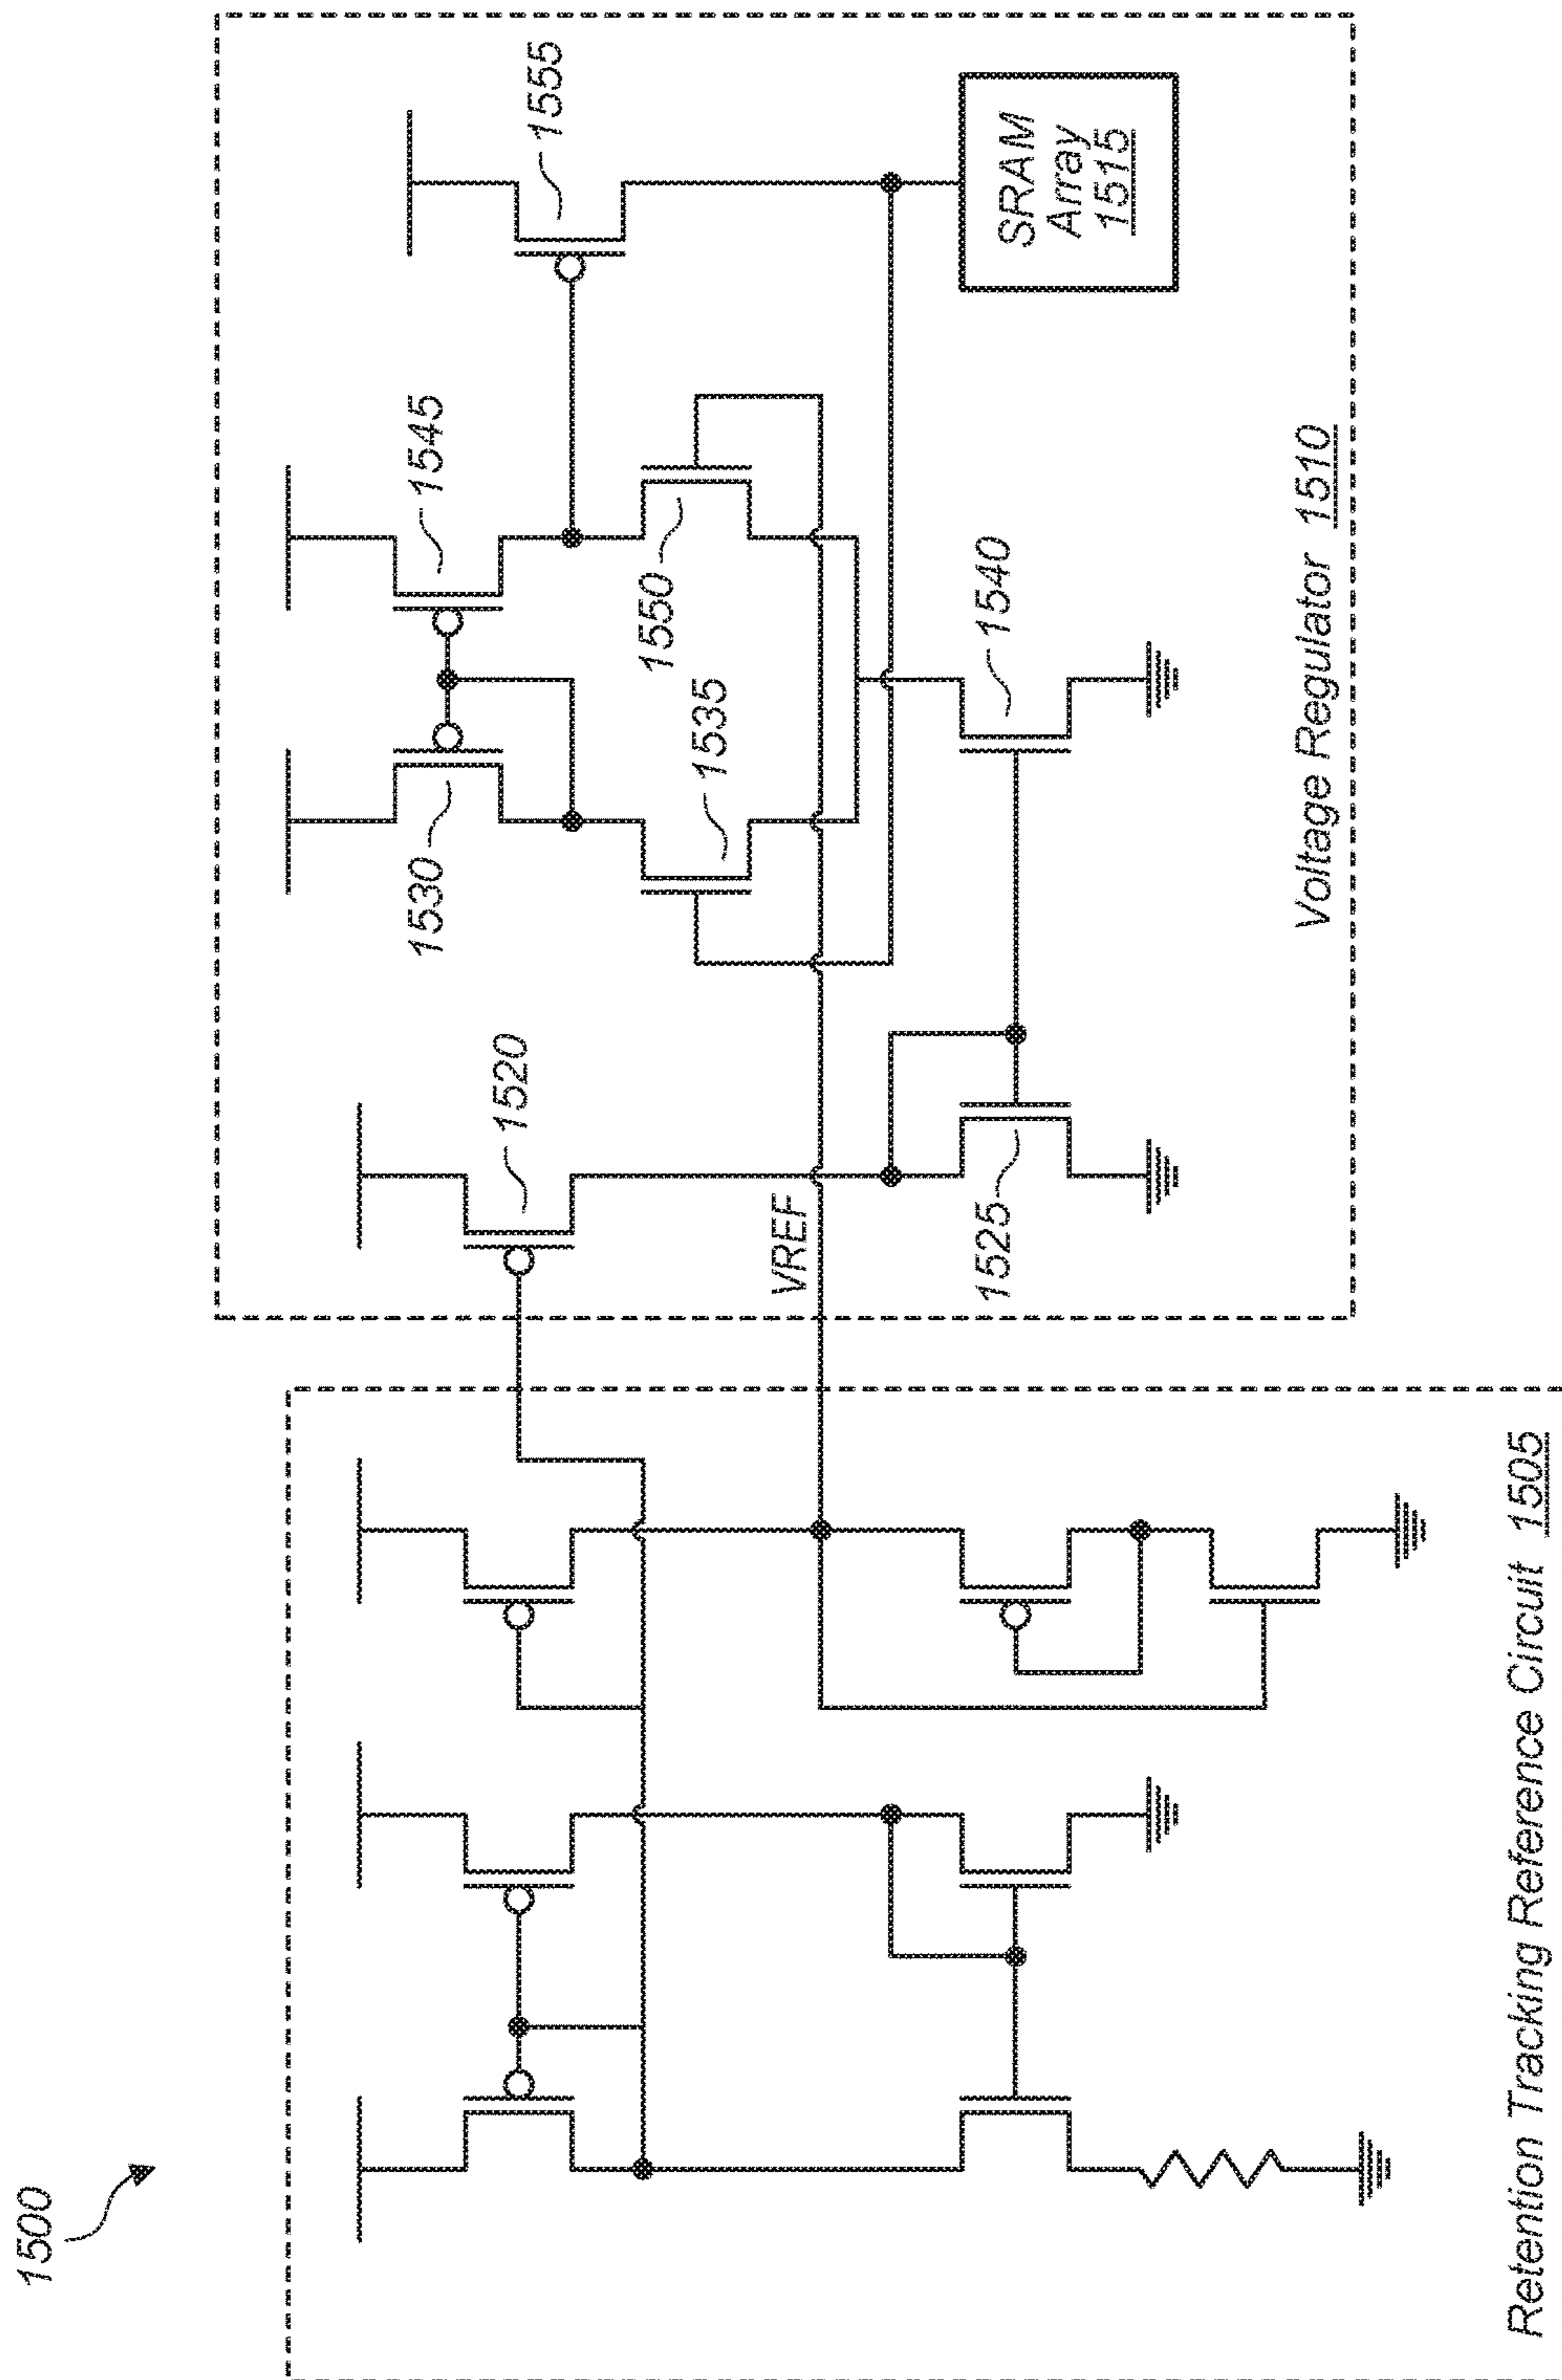 1500
1520
1530
1545
1555
1535
1550
VREF
1525
1540
SRAM
Array
1515
Voltage Regulator 1510
Retention Tracking Reference Circuit 1505